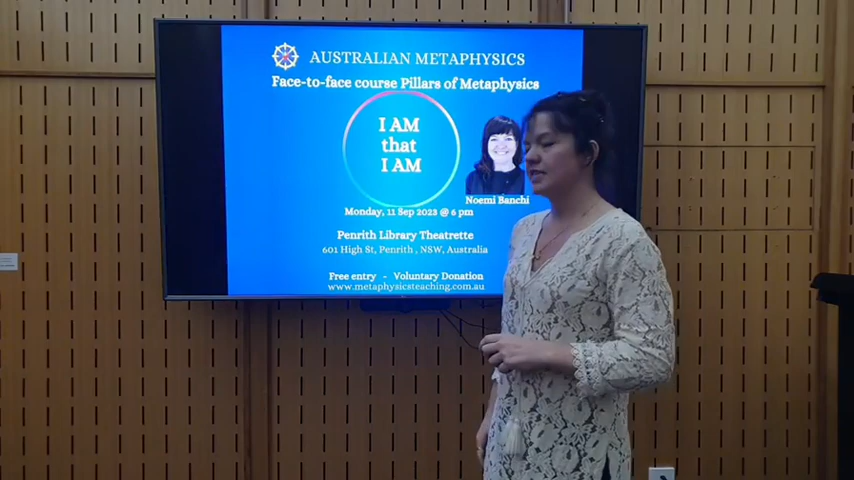 AUSTRALIAN METAPHYSICS
Face-to-face course Pillars of Metaphysics
I AM
that
I AM
Noemi Banchi
Monday, 11 Sep 2023 @ 6 pm
Penrith Library Theatrette
601 High St, Penrith , NSW, Australia
Free entry - Voluntary Donation
www.metaphysicsteaching.com.au